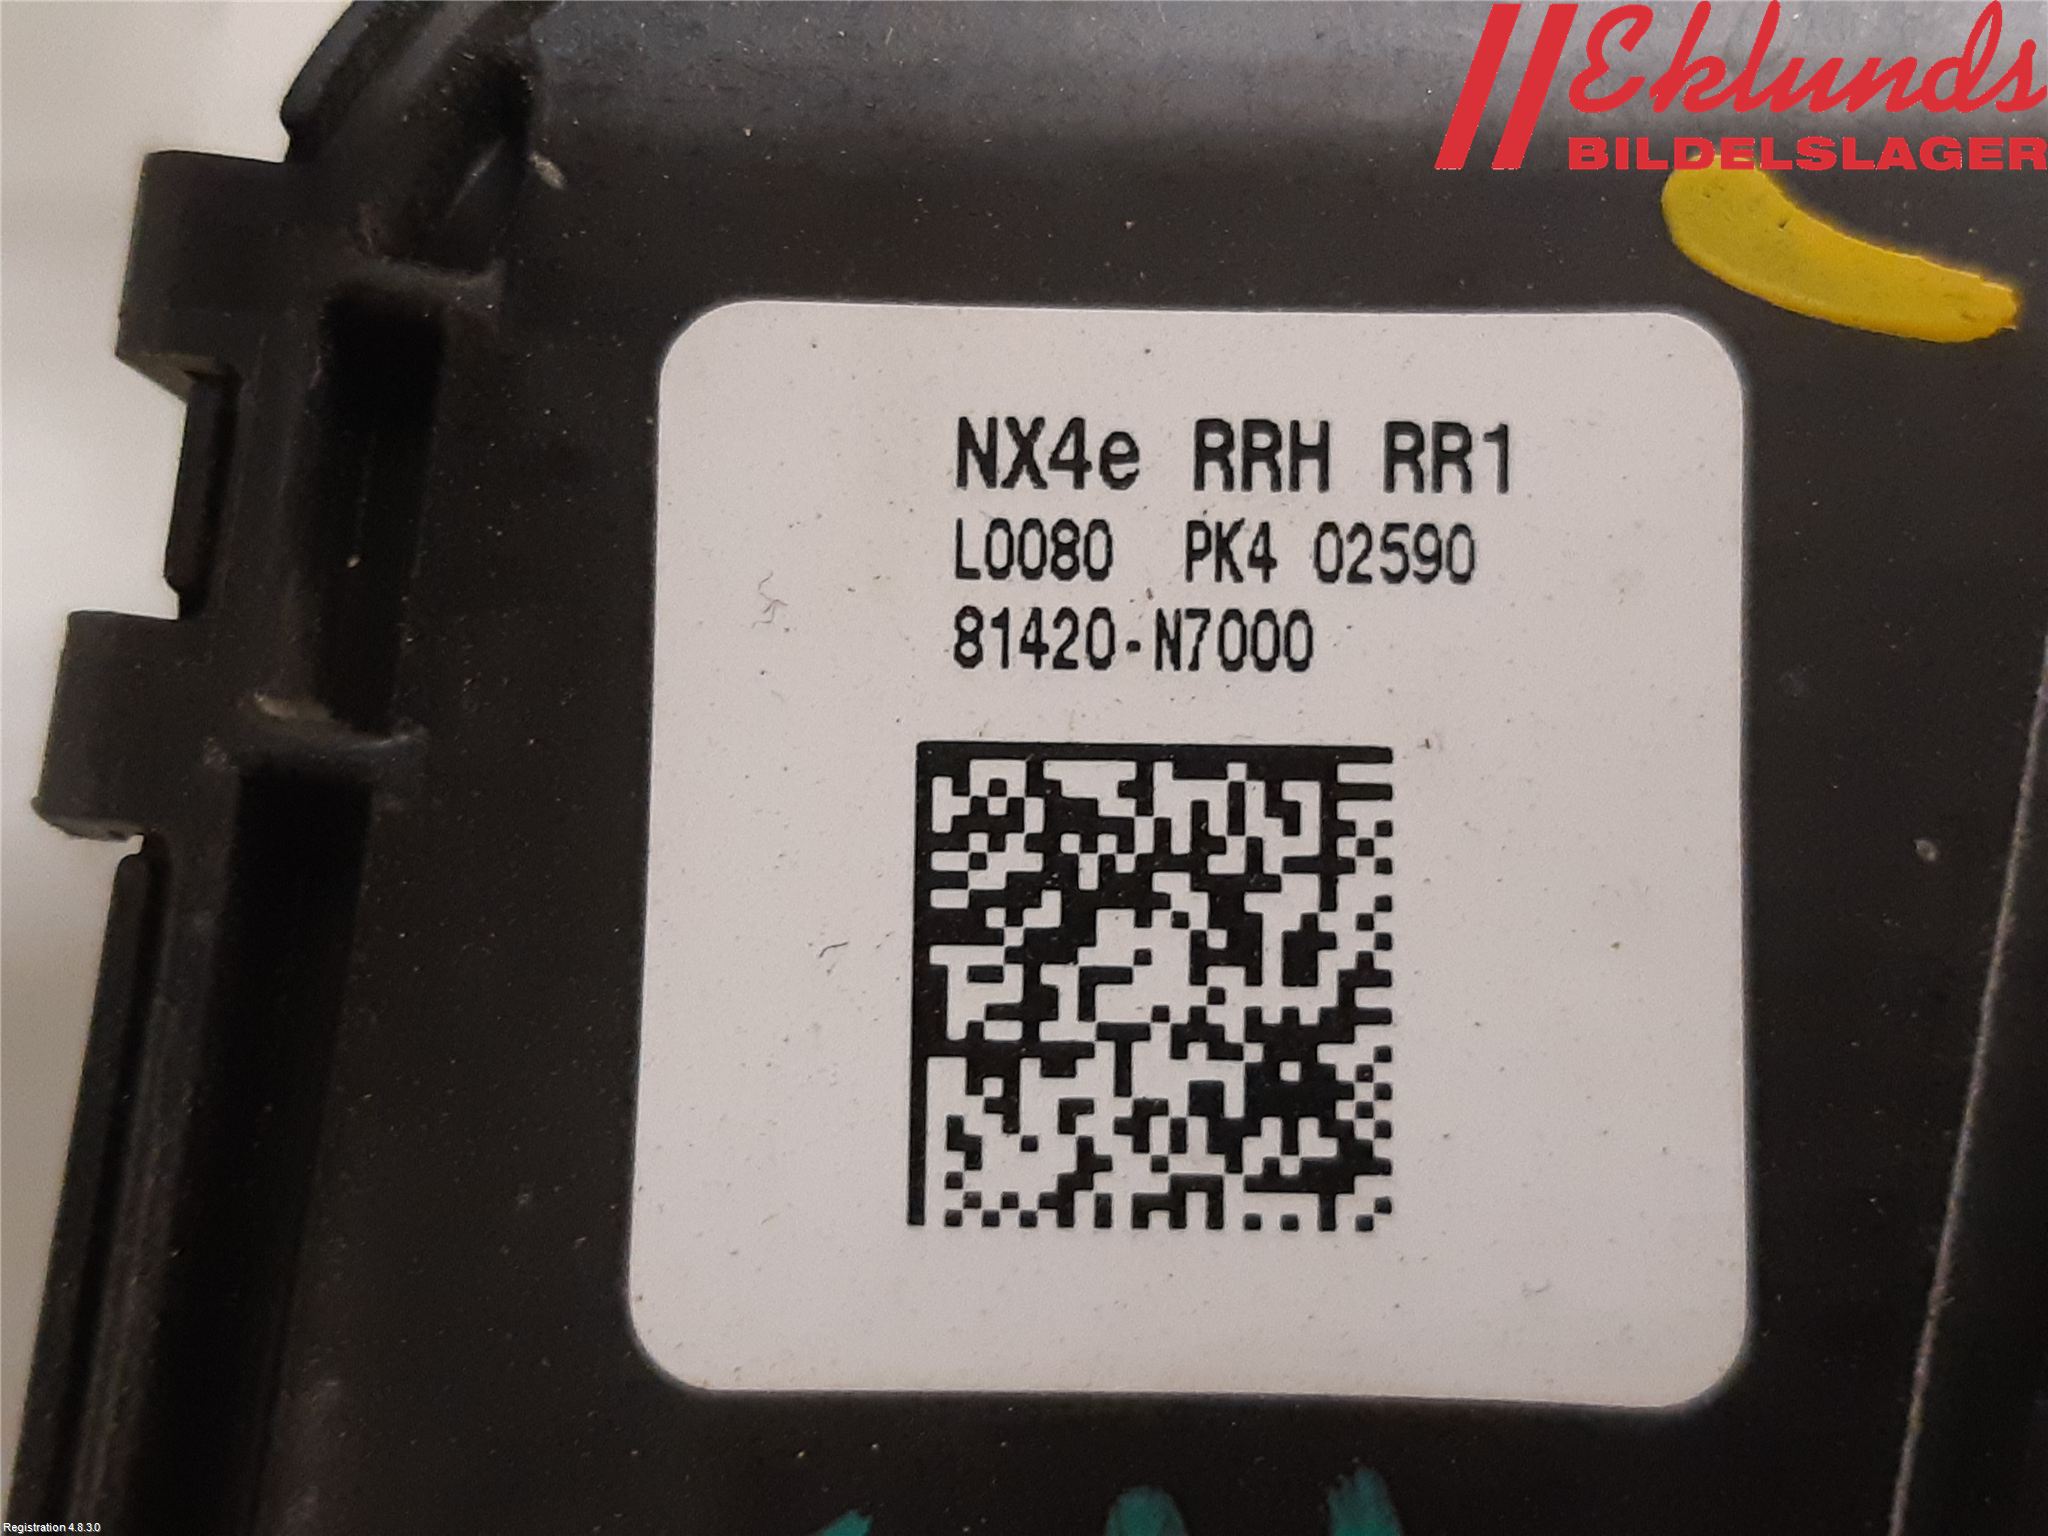 Eklunds
BILDELSLAGER
NX4e RRH RR1
L0080 PK4 02590
81420-N7000
Registration 4.8.3.0